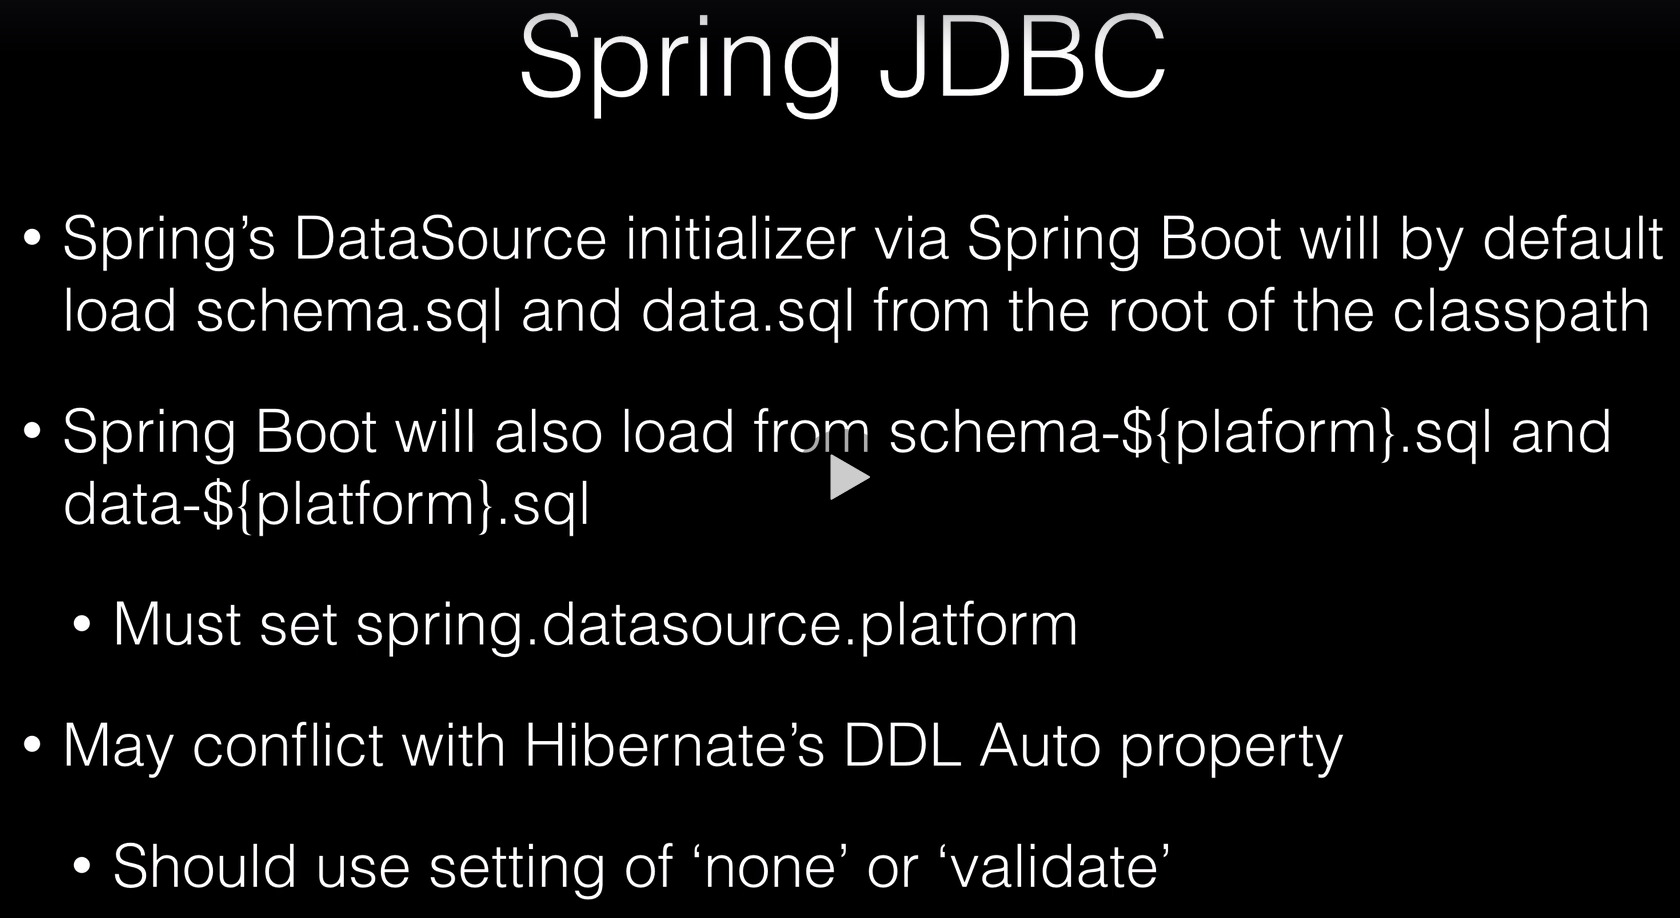 Spring JDBC
• Spring’s DataSource initializer via Spring Boot will by default
load schema.sql and data.sql from the root of the classpath
• Spring Boot will also load from schema-${plaform}.sql and
data-${platform}.sql
• Must set spring.datasource.platform
• May conflict with Hibernate’s DDL Auto property
• Should use setting of ‘none’ or ‘validate’